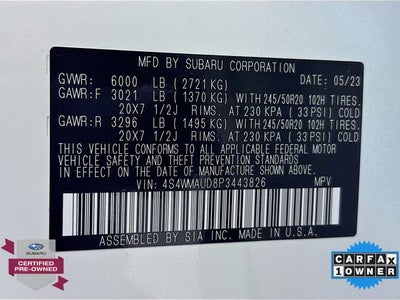 MFD BY SUBARU CORPORATION
GVWR: 6000 LB (2721 KG) DATE: 05/23
GAWR:F 3021 LB (1370 KG) WITH 245/50R20 102H TIRES.
20X7 1/2J RIMS. AT 230 KPA (33 PSI) COLD
GAWR:R 3296 LB (1495 KG) WITH 245/50R20 102H TIRES.
20X7 1/2J RIMS. AT 230 KPA (33 PSI) COLD
THIS VEHICLE CONFORMS TO ALL APPLICABLE FEDERAL MOTOR
VEHICLE SAFETY AND THEFT PREVENTION STANDARDS
IN EFFECT ON THE DATE OF MANUFACTURE SHOWN ABOVE.
VIN: 4S4WMAUD8P3443826 MPV
ASSEMBLED BY SIA INC. MADE IN U.S.A.
SUBARU
CERTIFIED
PRE-OWNED
CARFAX
1 OWNER